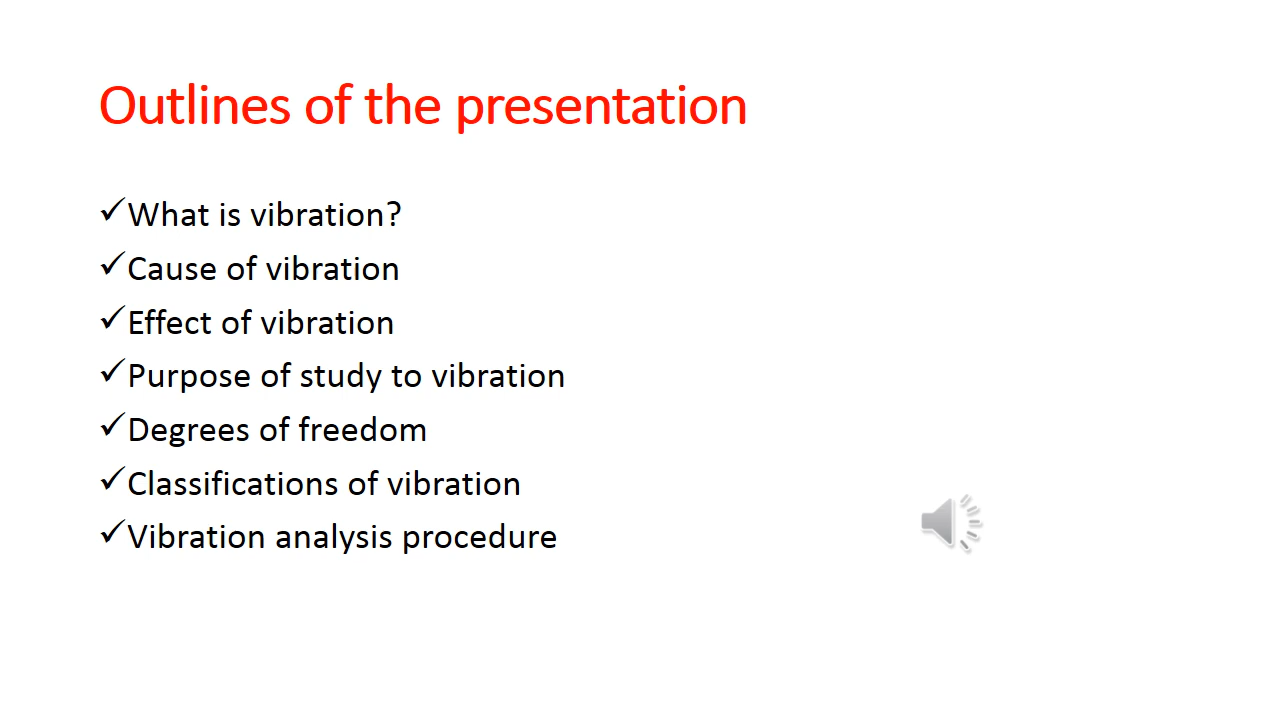 Outlines of the presentation
✓What is vibration?
✓Cause of vibration
✓Effect of vibration
✓Purpose of study to vibration
✓Degrees of freedom
✓Classifications of vibration
✓Vibration analysis procedure